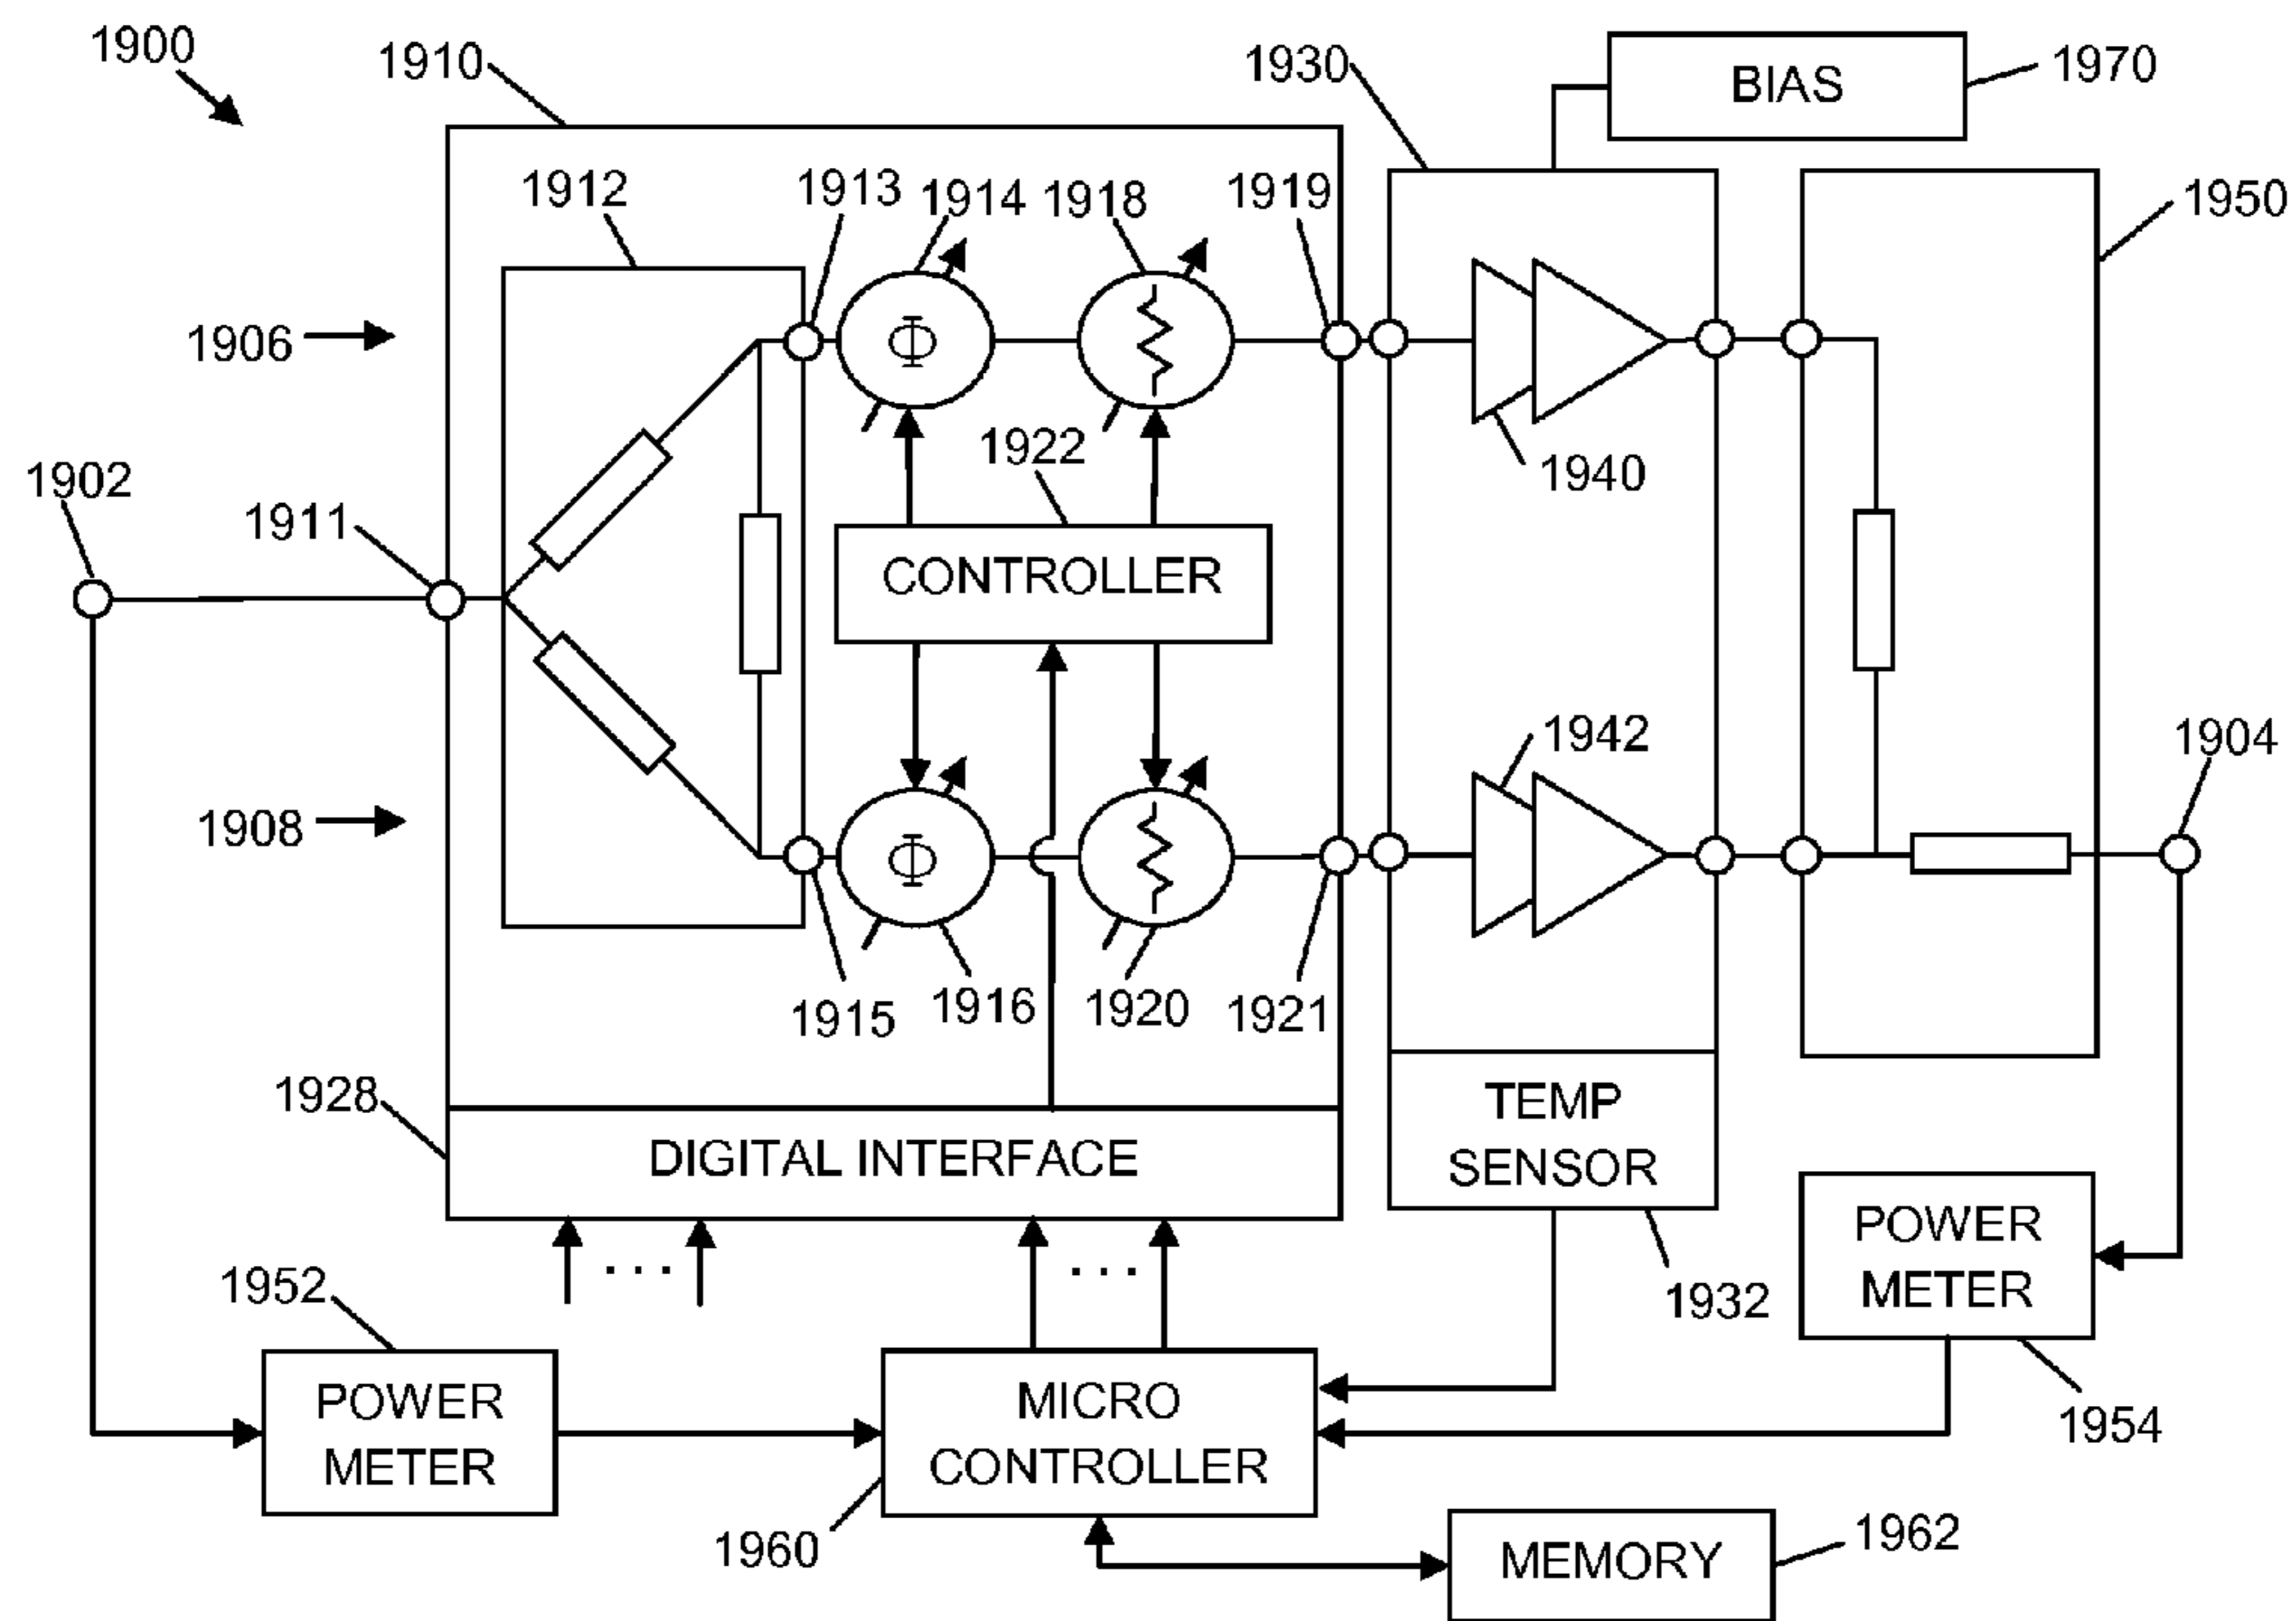 1900
1910
1930
BIAS
1970
1912
1913
1914
1918
1919
1950
1906
Φ
1902
1911
1922
1940
CONTROLLER
1942
1904
1908
Φ
1915
1916
1920
1921
1928
DIGITAL INTERFACE
TEMP
SENSOR
POWER
METER
1952
. . .
. . .
1932
POWER
METER
MICRO
CONTROLLER
1954
1960
MEMORY
1962